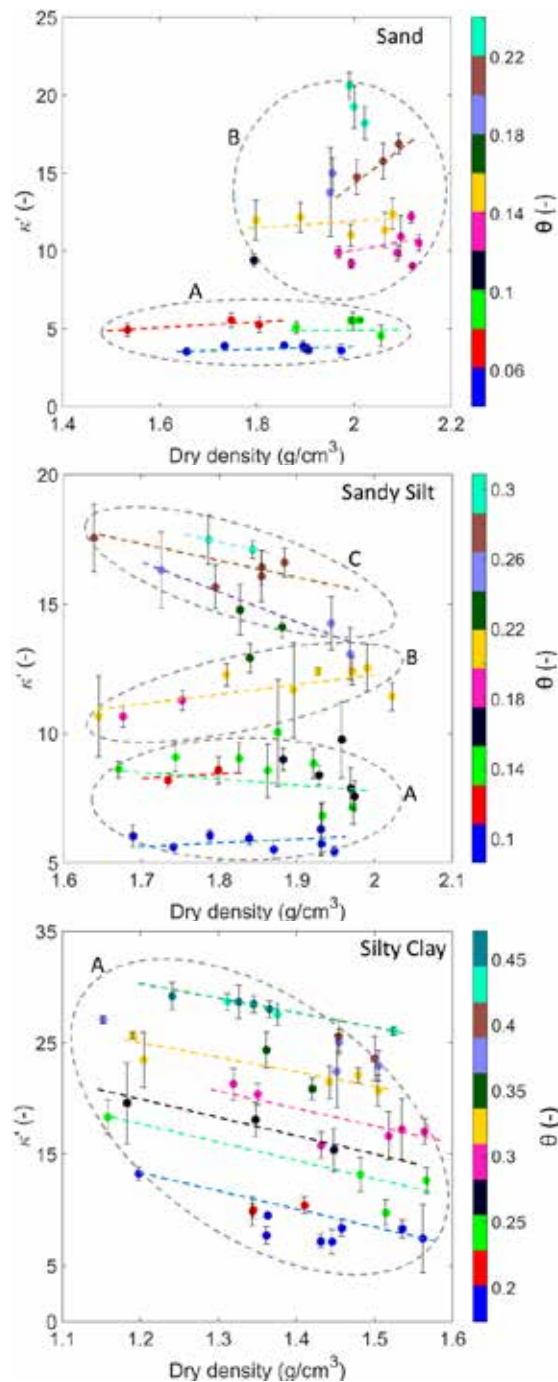 Sand
25
20
15
10
5
0
κ' (-)
B
A
1.4 1.6 1.8 2 2.2
Dry density (g/cm³)
0.22
0.18
0.14
0.1
0.06
θ (-)
Sandy Silt
20
15
10
5
κ' (-)
C
B
A
1.6 1.7 1.8 1.9 2 2.1
Dry density (g/cm³)
0.3
0.26
0.22
0.18
0.14
0.1
θ (-)
Silty Clay
35
25
15
5
0
κ' (-)
A
1.1 1.2 1.3 1.4 1.5 1.6
Dry density (g/cm³)
0.45
0.4
0.35
0.3
0.25
0.2
θ (-)